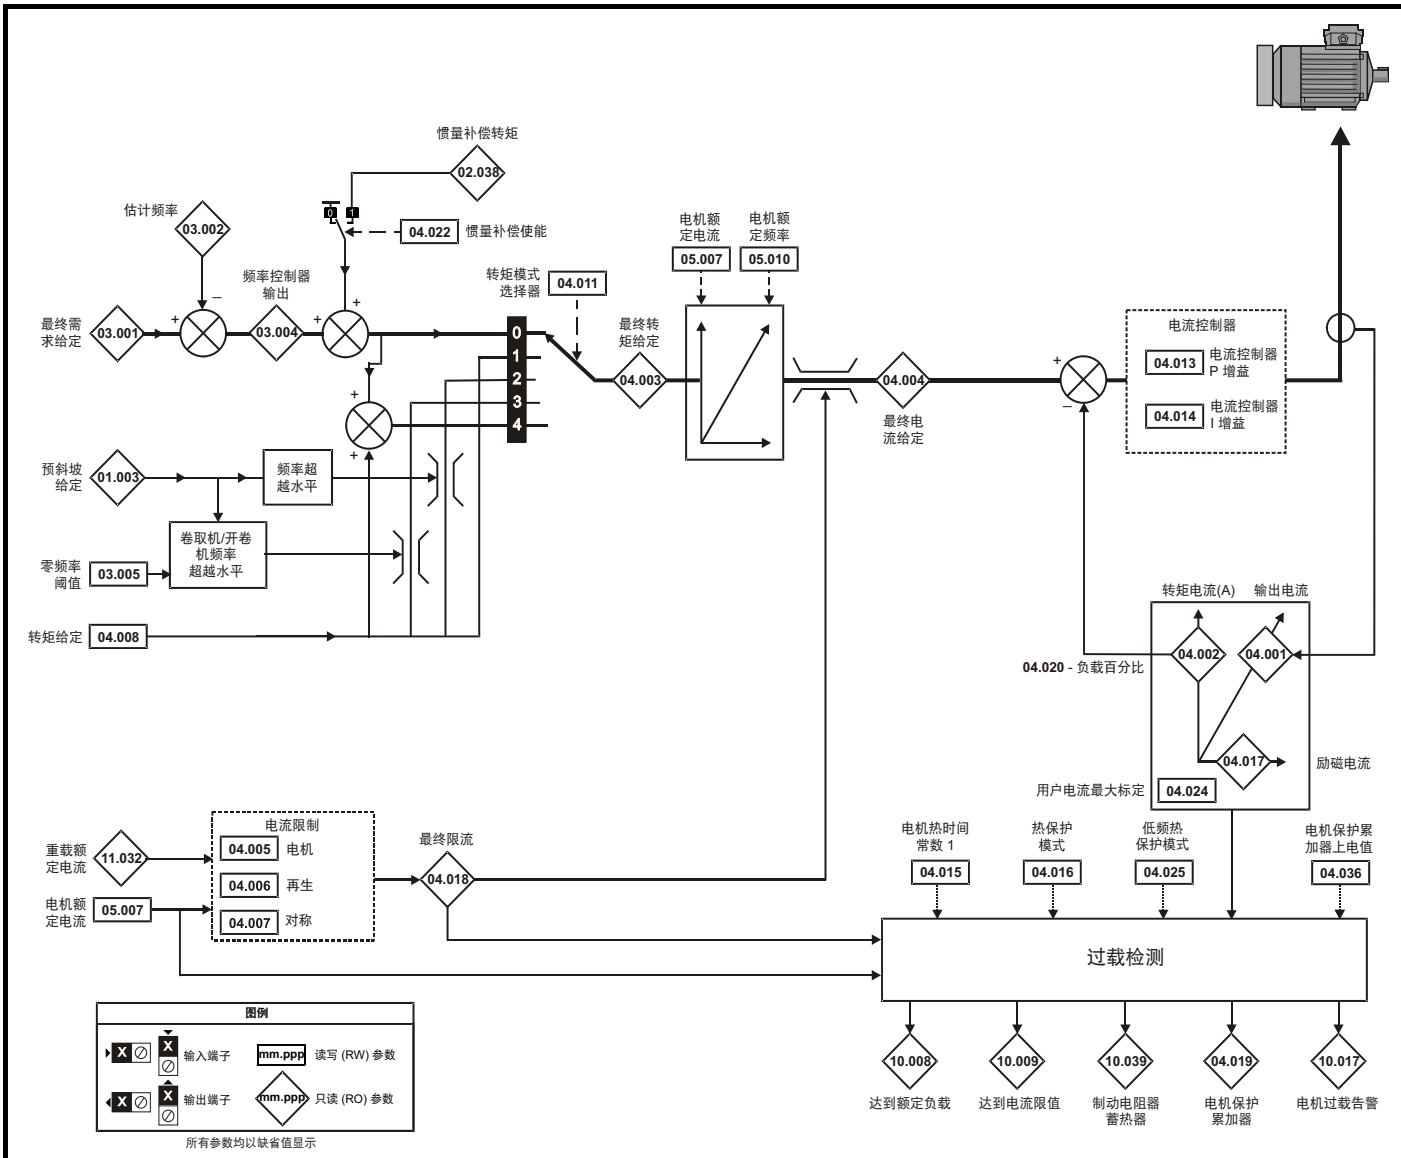 惯量补偿转矩
02.038
0 1
估计频率
03.002
04.022 惯量补偿使能
电机额
定电流
05.007
电机额
定频率
05.010
转矩模式
选择器
04.011
频率控制器
输出
03.004
最终需
求给定
03.001
− + + +
0
1
2
3
4
最终转
矩给定
04.003
04.004
最终电
流给定
+ −
电流控制器
04.013 电流控制器
P 增益
04.014 电流控制器
I 增益
+ +
预斜坡
给定
01.003
频率超
越水平
卷取机/开卷
机频率
超越水平
零频率
阈值
03.005
转矩给定 04.008
转矩电流(A) 输出电流
04.002 04.001
04.020 - 负载百分比
04.017 励磁电流
用户电流最大标定 04.024
重载额
定电流
11.032
电机额
定电流
05.007
电流限制
04.005 电机
04.006 再生
04.007 对称
最终限流
04.018
电机热时间
常数 1
04.015
热保护
模式
04.016
低频热
保护模式
04.025
电机保护累
加器上电值
04.036
过载检测
10.008
达到额定负载
10.009
达到电流限值
10.039
制动电阻器
蓄热器
04.019
电机保护
累加器
10.017
电机过载告警
图例
X X 输入端子 mm.ppp 读写 (RW) 参数
X X 输出端子 mm.ppp 只读 (RO) 参数
所有参数均以缺省值显示